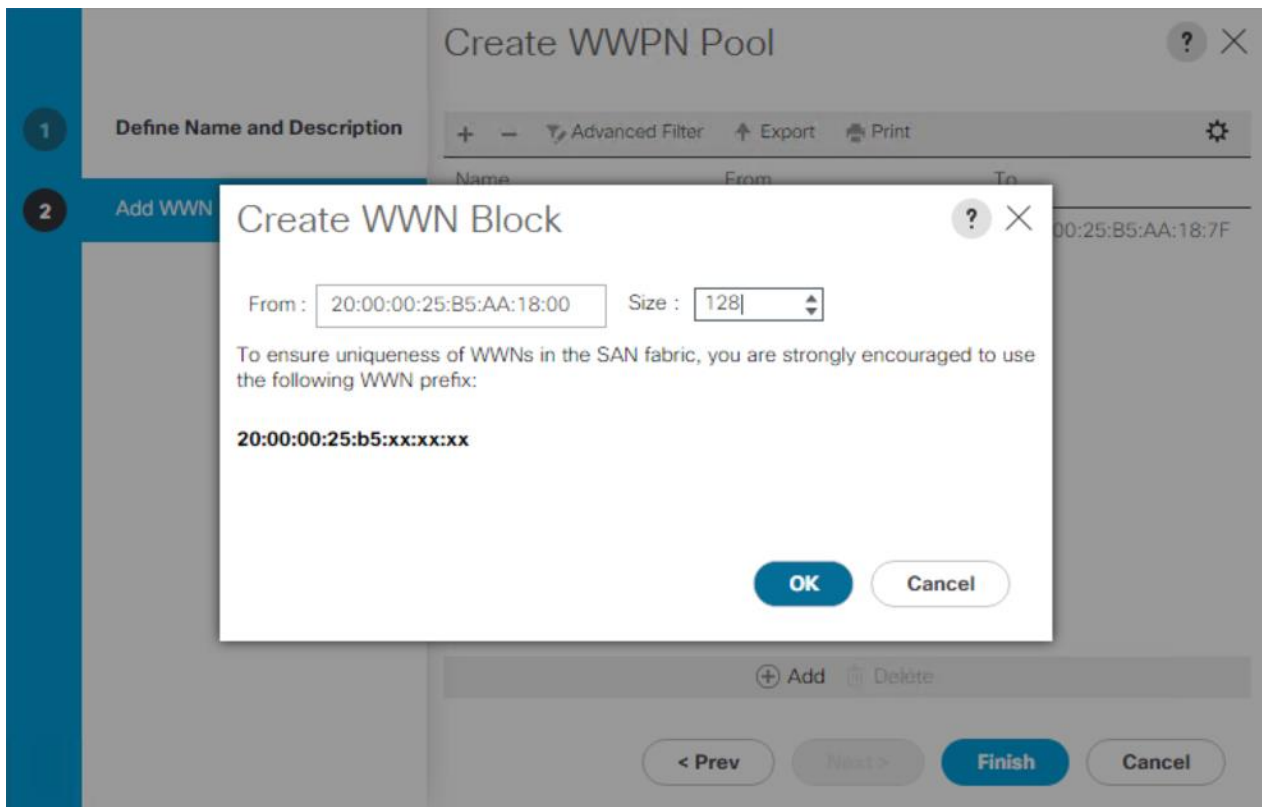 Create WWPN Pool
?
1
Define Name and Description
+ − Advanced Filter Export Print
Name From To
2
Add WWN
00:25:B5:AA:18:7F
Create WWN Block
?
From : 20:00:00:25:B5:AA:18:00 Size : 128
To ensure uniqueness of WWNs in the SAN fabric, you are strongly encouraged to use
the following WWN prefix:
20:00:00:25:b5:xx:xx:xx
OK Cancel
Add Delete
< Prev Next > Finish Cancel